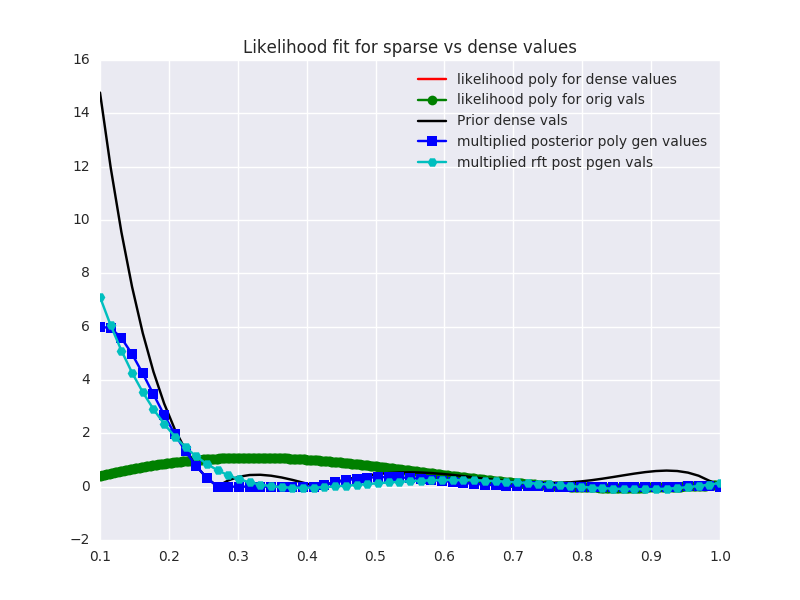 Likelihood fit for sparse vs dense values
likelihood poly for dense values
likelihood poly for orig vals
Prior dense vals
multiplied posterior poly gen values
multiplied rft post pgen vals
16
14
12
10
8
6
4
2
0
−2
0.1 0.2 0.3 0.4 0.5 0.6 0.7 0.8 0.9 1.0